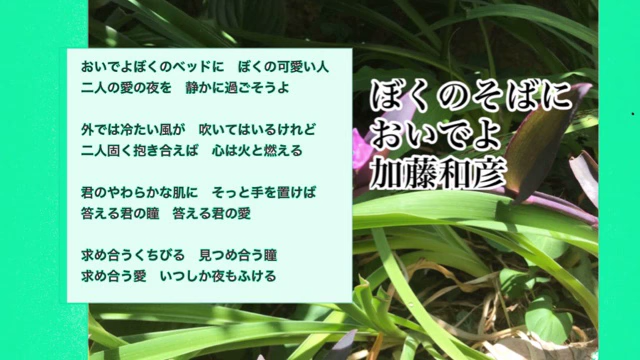 おいでよぼくのベッドに　ぼくの可愛い人
二人の愛の夜を　静かに過ごそうよ
外では冷たい風が　吹いてはいるけれど
二人固く抱き合えば　心は火と燃える
君のやわらかな肌に　そっと手を置けば
答える君の瞳　答える君の愛
求め合うくちびる　見つめ合う瞳
求め合う愛　いつしか夜もふける
ぼくのそばに
おいでよ
加藤和彦